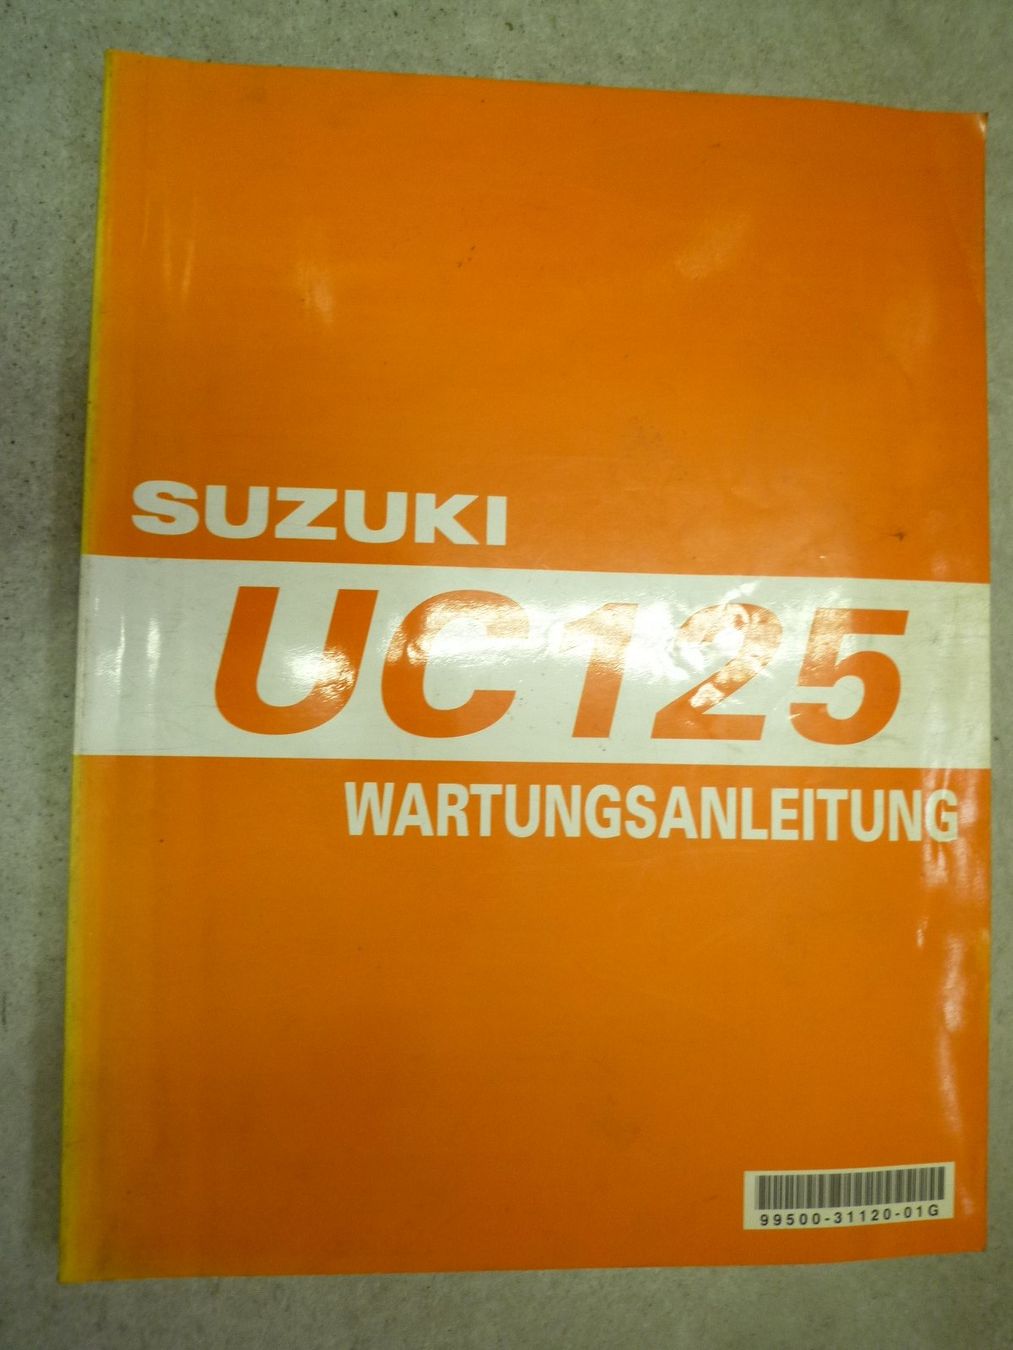 SUZUKI
UC125
WARTUNGSANLEITUNG
99500-31120-01G